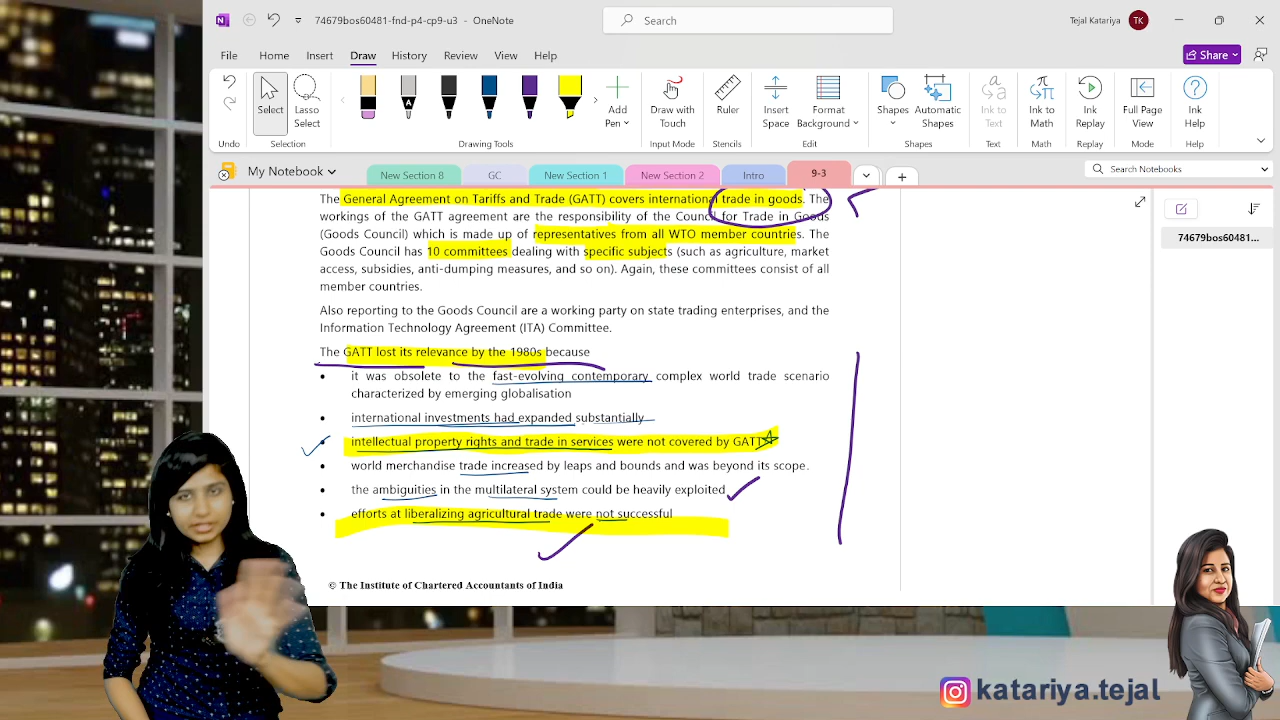 74679bos60481-fnd-p4-cp9-u3 - OneNote
Search
Tejal Katariya TK
File Home Insert Draw History Review View Help
Share
Undo
Select
Lasso Select
Selection
A
Drawing Tools
Add Pen
Draw with Touch
Input Mode
Ruler
Stencils
Insert Space
Format Background
Edit
Shapes
Automatic Shapes
Shapes
Ink to Text
Text
Ink to Math
Math
Ink Replay
Replay
Full Page View
Mode
Ink Help
Help
My Notebook
New Section 8 GC New Section 1 New Section 2 Intro 9-3
Search Notebooks
74679bos60481...
The General Agreement on Tariffs and Trade (GATT) covers international trade in goods. The
workings of the GATT agreement are the responsibility of the Council for Trade in Goods
(Goods Council) which is made up of representatives from all WTO member countries. The
Goods Council has 10 committees dealing with specific subjects (such as agriculture, market
access, subsidies, anti-dumping measures, and so on). Again, these committees consist of all
member countries.
Also reporting to the Goods Council are a working party on state trading enterprises, and the
Information Technology Agreement (ITA) Committee.
The GATT lost its relevance by the 1980s because
• it was obsolete to the fast-evolving contemporary complex world trade scenario
characterized by emerging globalisation
• international investments had expanded substantially
• intellectual property rights and trade in services were not covered by GATT
• world merchandise trade increased by leaps and bounds and was beyond its scope.
• the ambiguities in the multilateral system could be heavily exploited
• efforts at liberalizing agricultural trade were not successful
© The Institute of Chartered Accountants of India
katariya.tejal